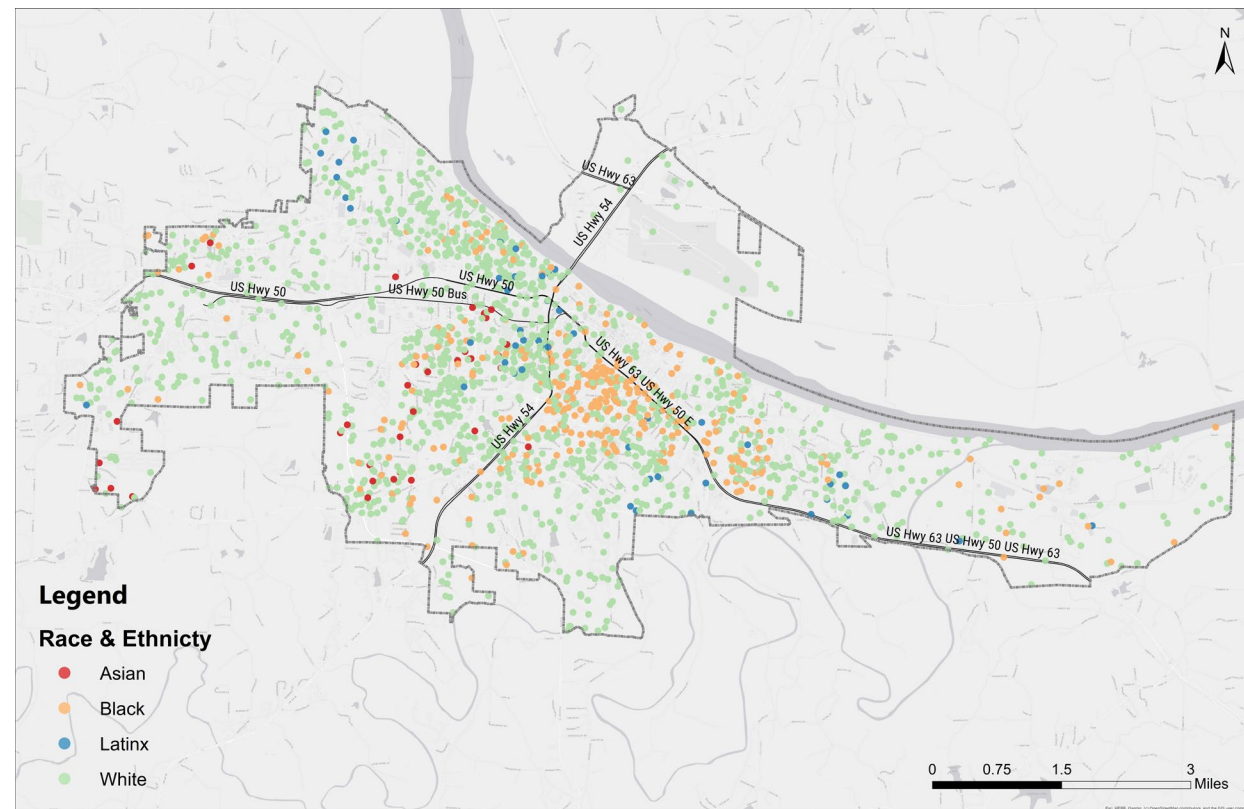 N
US Hwy 63
US Hwy 54
US Hwy 50
US Hwy 50
US Hwy 50 Bus
US Hwy 63 US Hwy 50 E
US Hwy 54
US Hwy 63 US Hwy 50 US Hwy 63
Legend
Race & Ethnicty
Asian
Black
Latinx
White
0 0.75 1.5 3
Miles